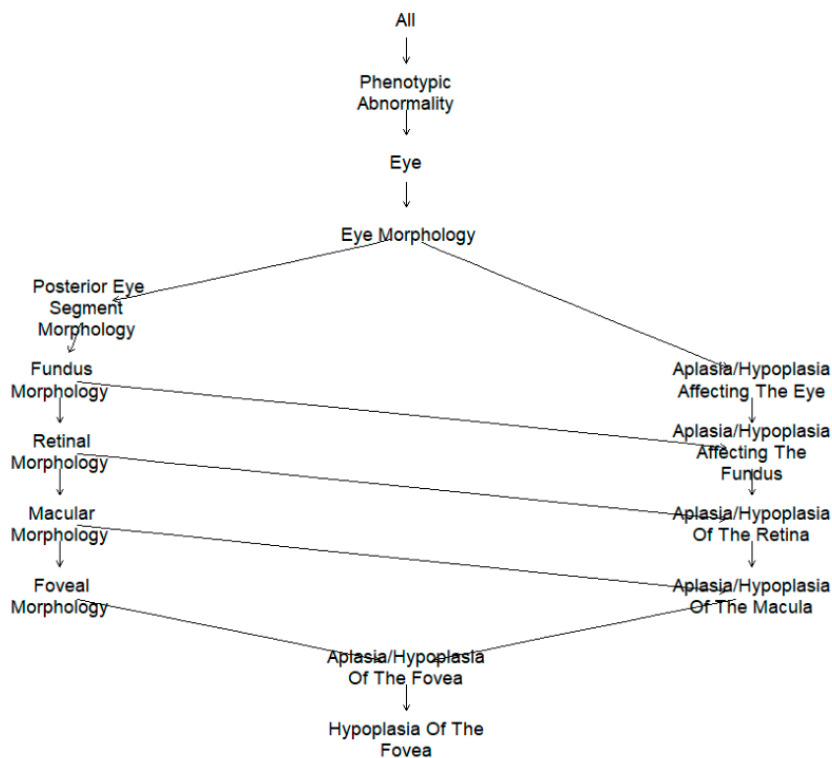 All
Phenotypic
Abnormality
Eye
Eye Morphology
Posterior Eye
Segment
Morphology
Fundus
Morphology
Aplasia/Hypoplasia
Affecting The Eye
Retinal
Morphology
Aplasia/Hypoplasia
Affecting The
Fundus
Macular
Morphology
Aplasia/Hypoplasia
Of The Retina
Foveal
Morphology
Aplasia/Hypoplasia
Of The Macula
Aplasia/Hypoplasia
Of The Fovea
Hypoplasia Of The
Fovea